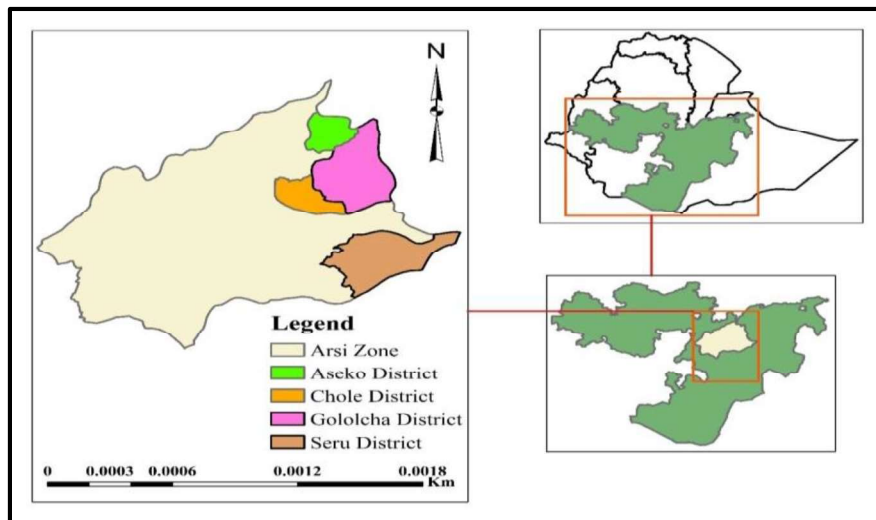 N
Legend
Arsi Zone
Aseko District
Chole District
Gololcha District
Seru District
0 0.0003 0.0006 0.0012 0.0018
Km